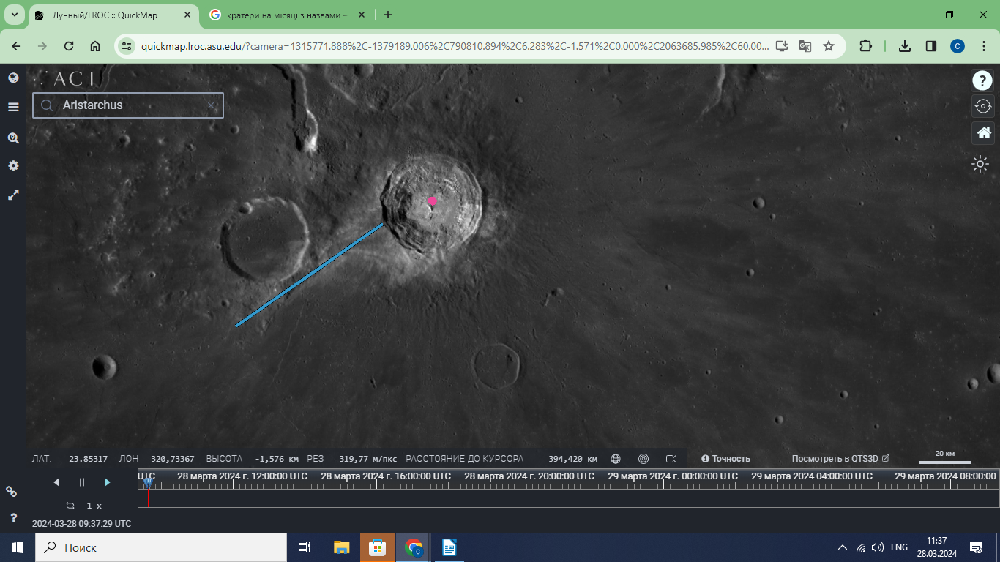 Лунный/LROC :: QuickMap
кратери на місяці з назвами –
quickmap.lroc.asu.edu/?camera=1315771.888%2C-1379189.006%2C790810.894%2C6.283%2C-1.571%2C0.000%2C2063685.985%2C60.00...
C
ACT
?
Aristarchus
ЛАТ. 23.85317 ЛОН 320,73367 ВЫСОТА -1,576 км РЕЗ 319,77 м/пкс РАССТОЯНИЕ ДО КУРСОРА 394,420 км Точность Посмотреть в QTS3D 20 км
UTC 28 марта 2024 г. 12:00:00 UTC 28 марта 2024 г. 16:00:00 UTC 28 марта 2024 г. 20:00:00 UTC 29 марта 2024 г. 00:00:00 UTC 29 марта 2024 г. 04:00:00 UTC 29 марта 2024 г. 08:00:00
1 x
?
2024-03-28 09:37:29 UTC
Поиск
C
ENG
11:37
28.03.2024